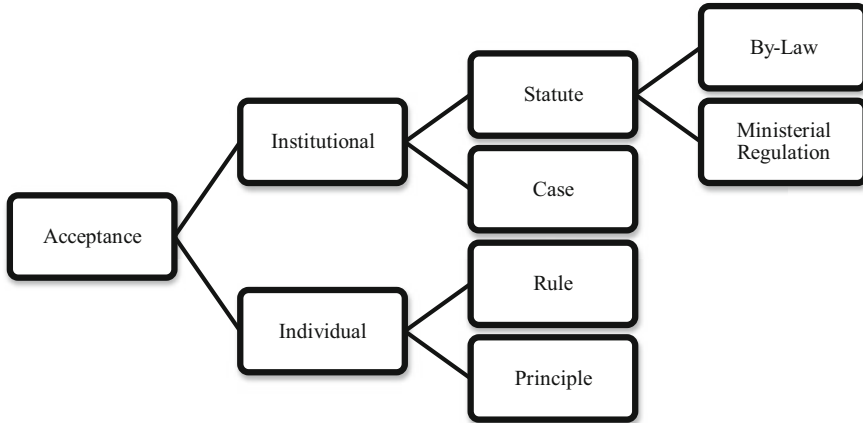 By-Law
Statute
Ministerial
Regulation
Institutional
Case
Acceptance
Rule
Individual
Principle